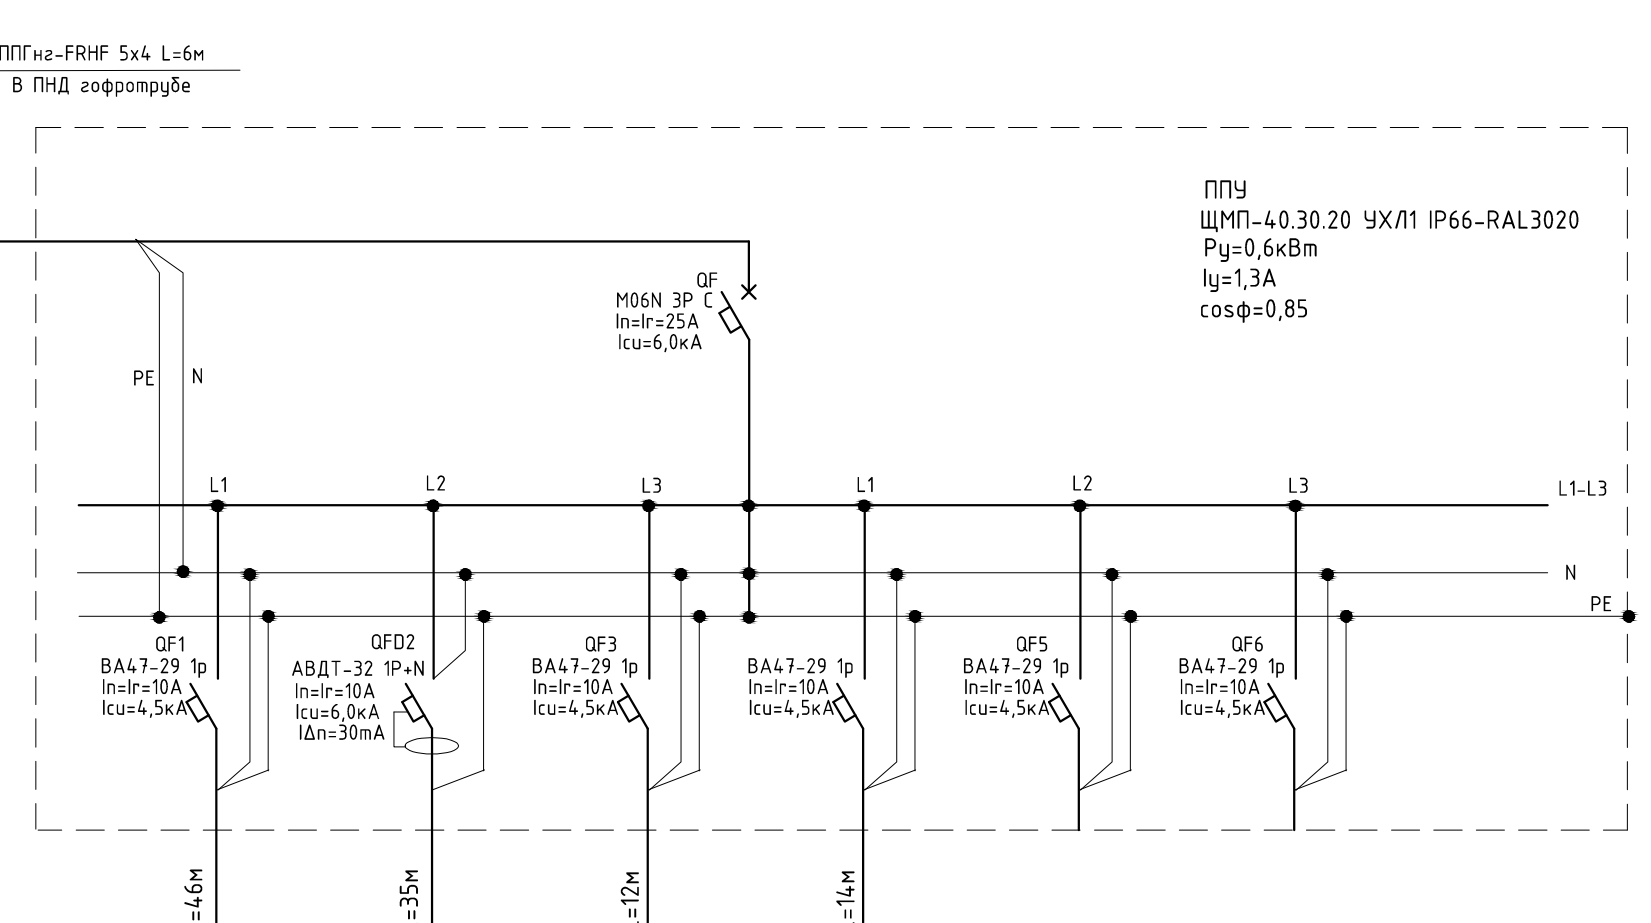 ППГнг-FRHF 5x4 L=6м
В ПНД гофротрубе
ППУ
ЩМП-40.30.20 УХЛ1 IP66-RAL3020
Ру=0,6кВт
Iу=1,3А
cosф=0,85
QF
M06N 3P C
In=Ir=25A
Icu=6,0кА
PE
N
L1
L2
L3
L1
L2
L3
L1-L3
N
PE
QF1
ВА47-29 1р
In=Ir=10A
Icu=4,5кА
QFD2
АВДТ-32 1P+N
In=Ir=10A
Icu=6,0кА
IΔn=30mA
QF3
ВА47-29 1р
In=Ir=10A
Icu=4,5кА
ВА47-29 1р
In=Ir=10A
Icu=4,5кА
QF5
ВА47-29 1р
In=Ir=10A
Icu=4,5кА
QF6
ВА47-29 1р
In=Ir=10A
Icu=4,5кА
=46м
=35м
=12м
=14м